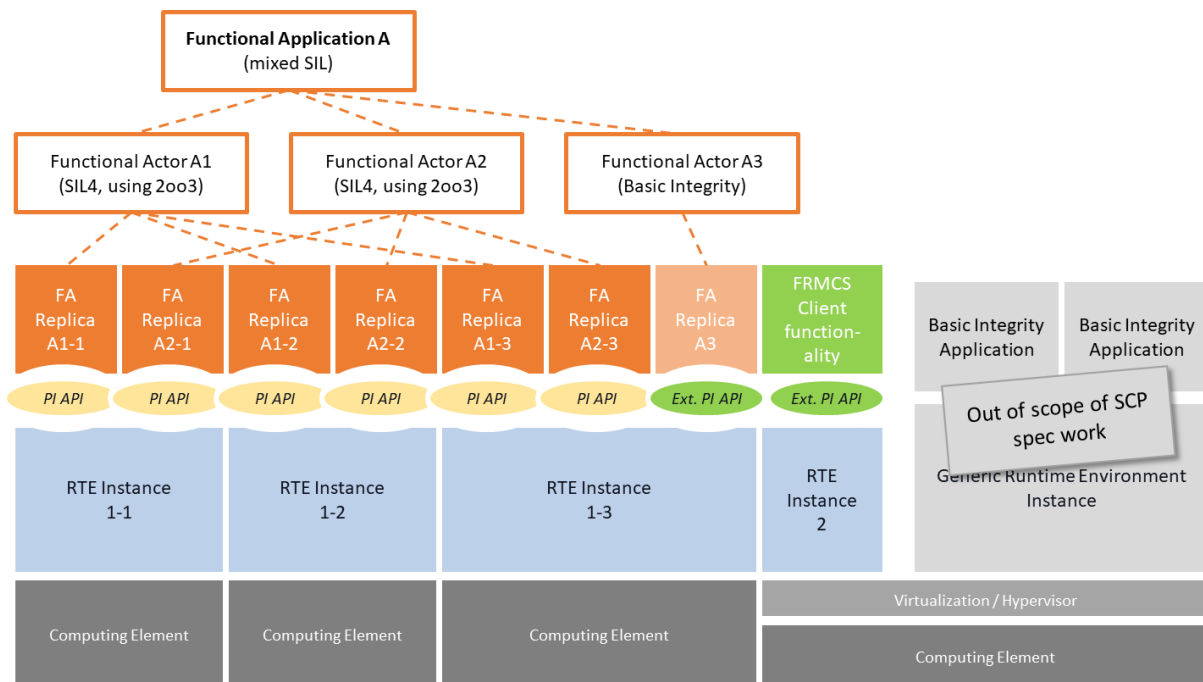 Functional Application A
(mixed SIL)
Functional Actor A1
(SIL4, using 2oo3)
Functional Actor A2
(SIL4, using 2oo3)
Functional Actor A3
(Basic Integrity)
FA
Replica
A1-1
FA
Replica
A2-1
FA
Replica
A1-2
FA
Replica
A2-2
FA
Replica
A1-3
FA
Replica
A2-3
FA
Replica
A3
FRMCS
Client
function-
ality
Basic Integrity
Application
Basic Integrity
Application
PI API
PI API
PI API
PI API
PI API
PI API
Ext. PI API
Ext. PI API
Out of scope of SCP
spec work
RTE Instance
1-1
RTE Instance
1-2
RTE Instance
1-3
RTE
Instance
2
Generic Runtime Environment
Instance
Virtualization / Hypervisor
Computing Element
Computing Element
Computing Element
Computing Element